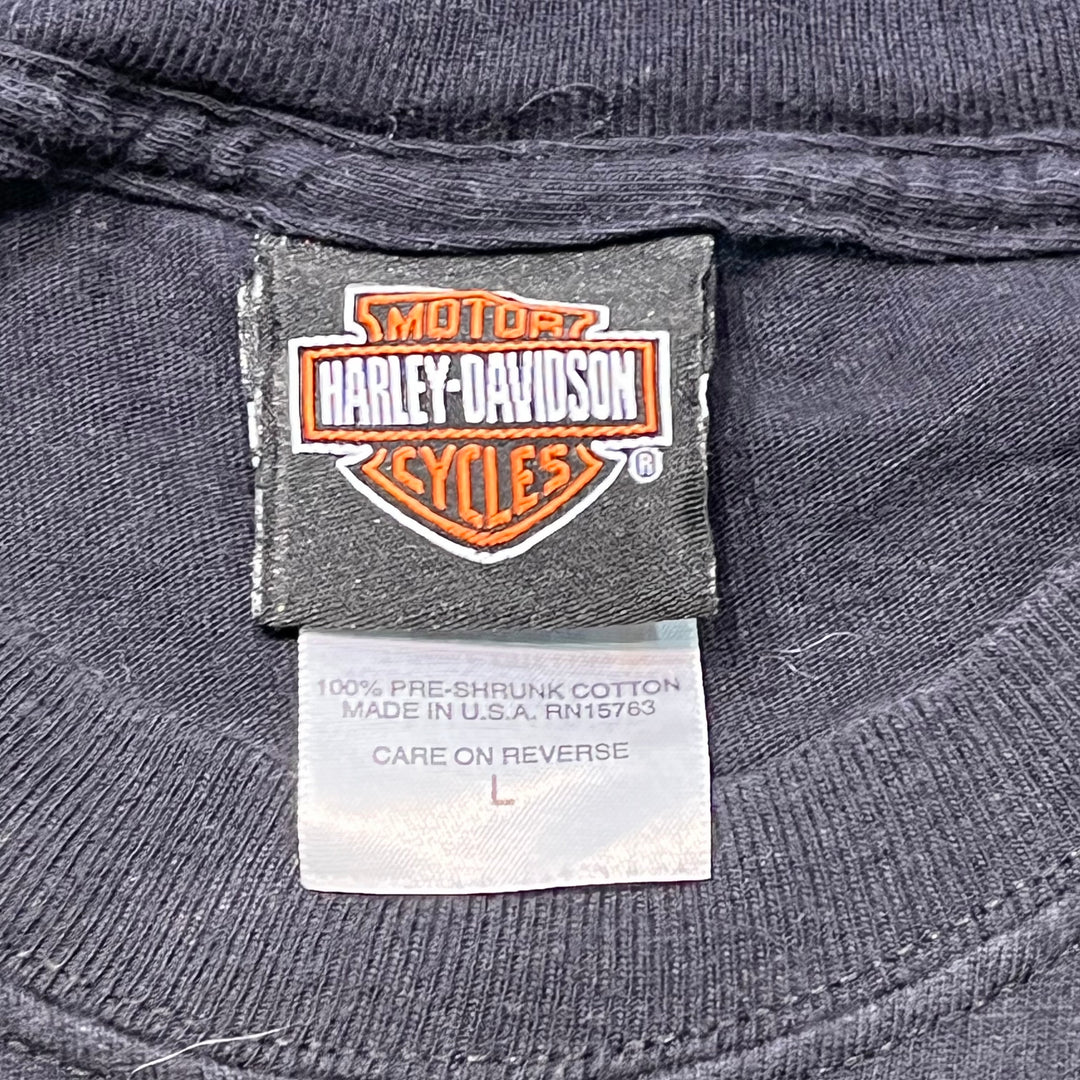 MOTOR
HARLEY-DAVIDSON
CYCLES
®
100% PRE-SHRUNK COTTON
MADE IN U.S.A. RN15763
CARE ON REVERSE
L